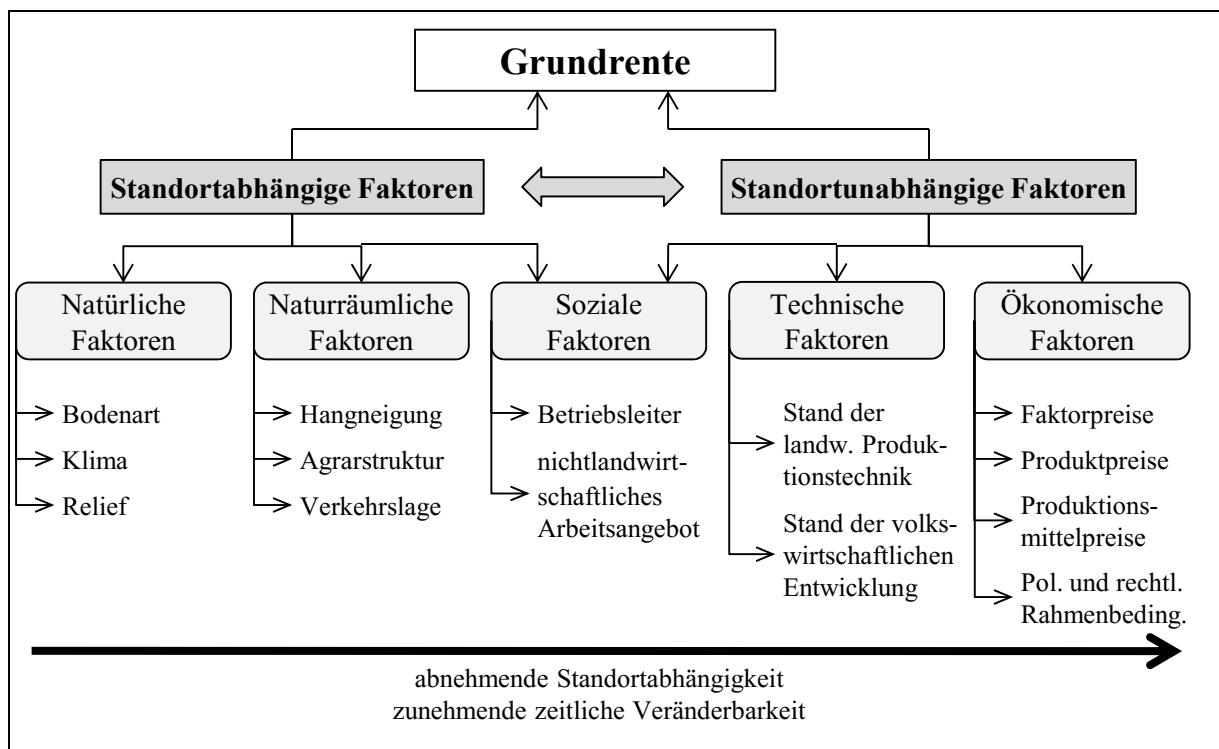 Grundrente
Standortabhängige Faktoren
Standortunabhängige Faktoren
Natürliche
Faktoren
Bodenart
Klima
Relief
Naturräumliche
Faktoren
Hangneigung
Agrarstruktur
Verkehrslage
Soziale
Faktoren
Betriebsleiter
nichtlandwirt-
schaftliches
Arbeitsangebot
Technische
Faktoren
Stand der
landw. Produk-
tionstechnik
Stand der volks-
wirtschaftlichen
Entwicklung
Ökonomische
Faktoren
Faktorpreise
Produktpreise
Produktions-
mittelpreise
Pol. und rechtl.
Rahmenbeding.
abnehmende Standortabhängigkeit
zunehmende zeitliche Veränderbarkeit